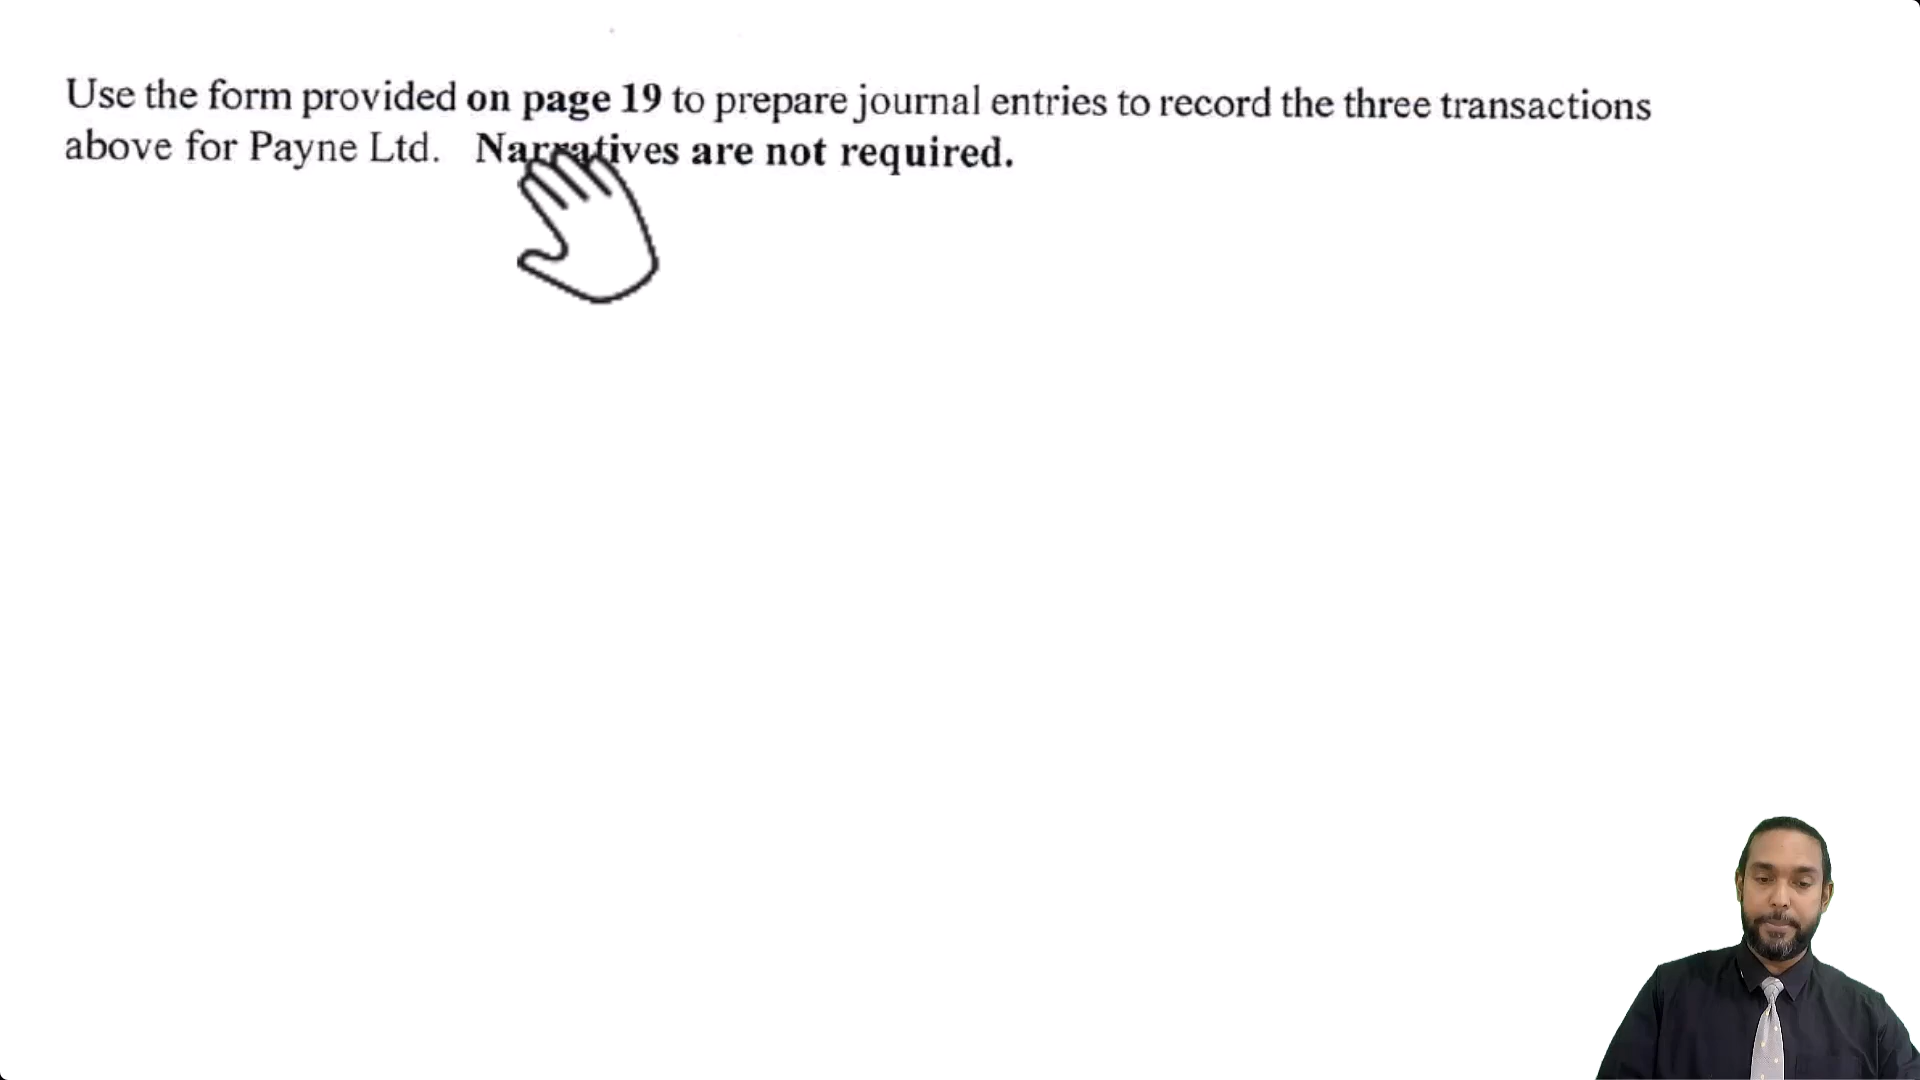 Use the form provided on page 19 to prepare journal entries to record the three transactions
above for Payne Ltd. Narratives are not required.